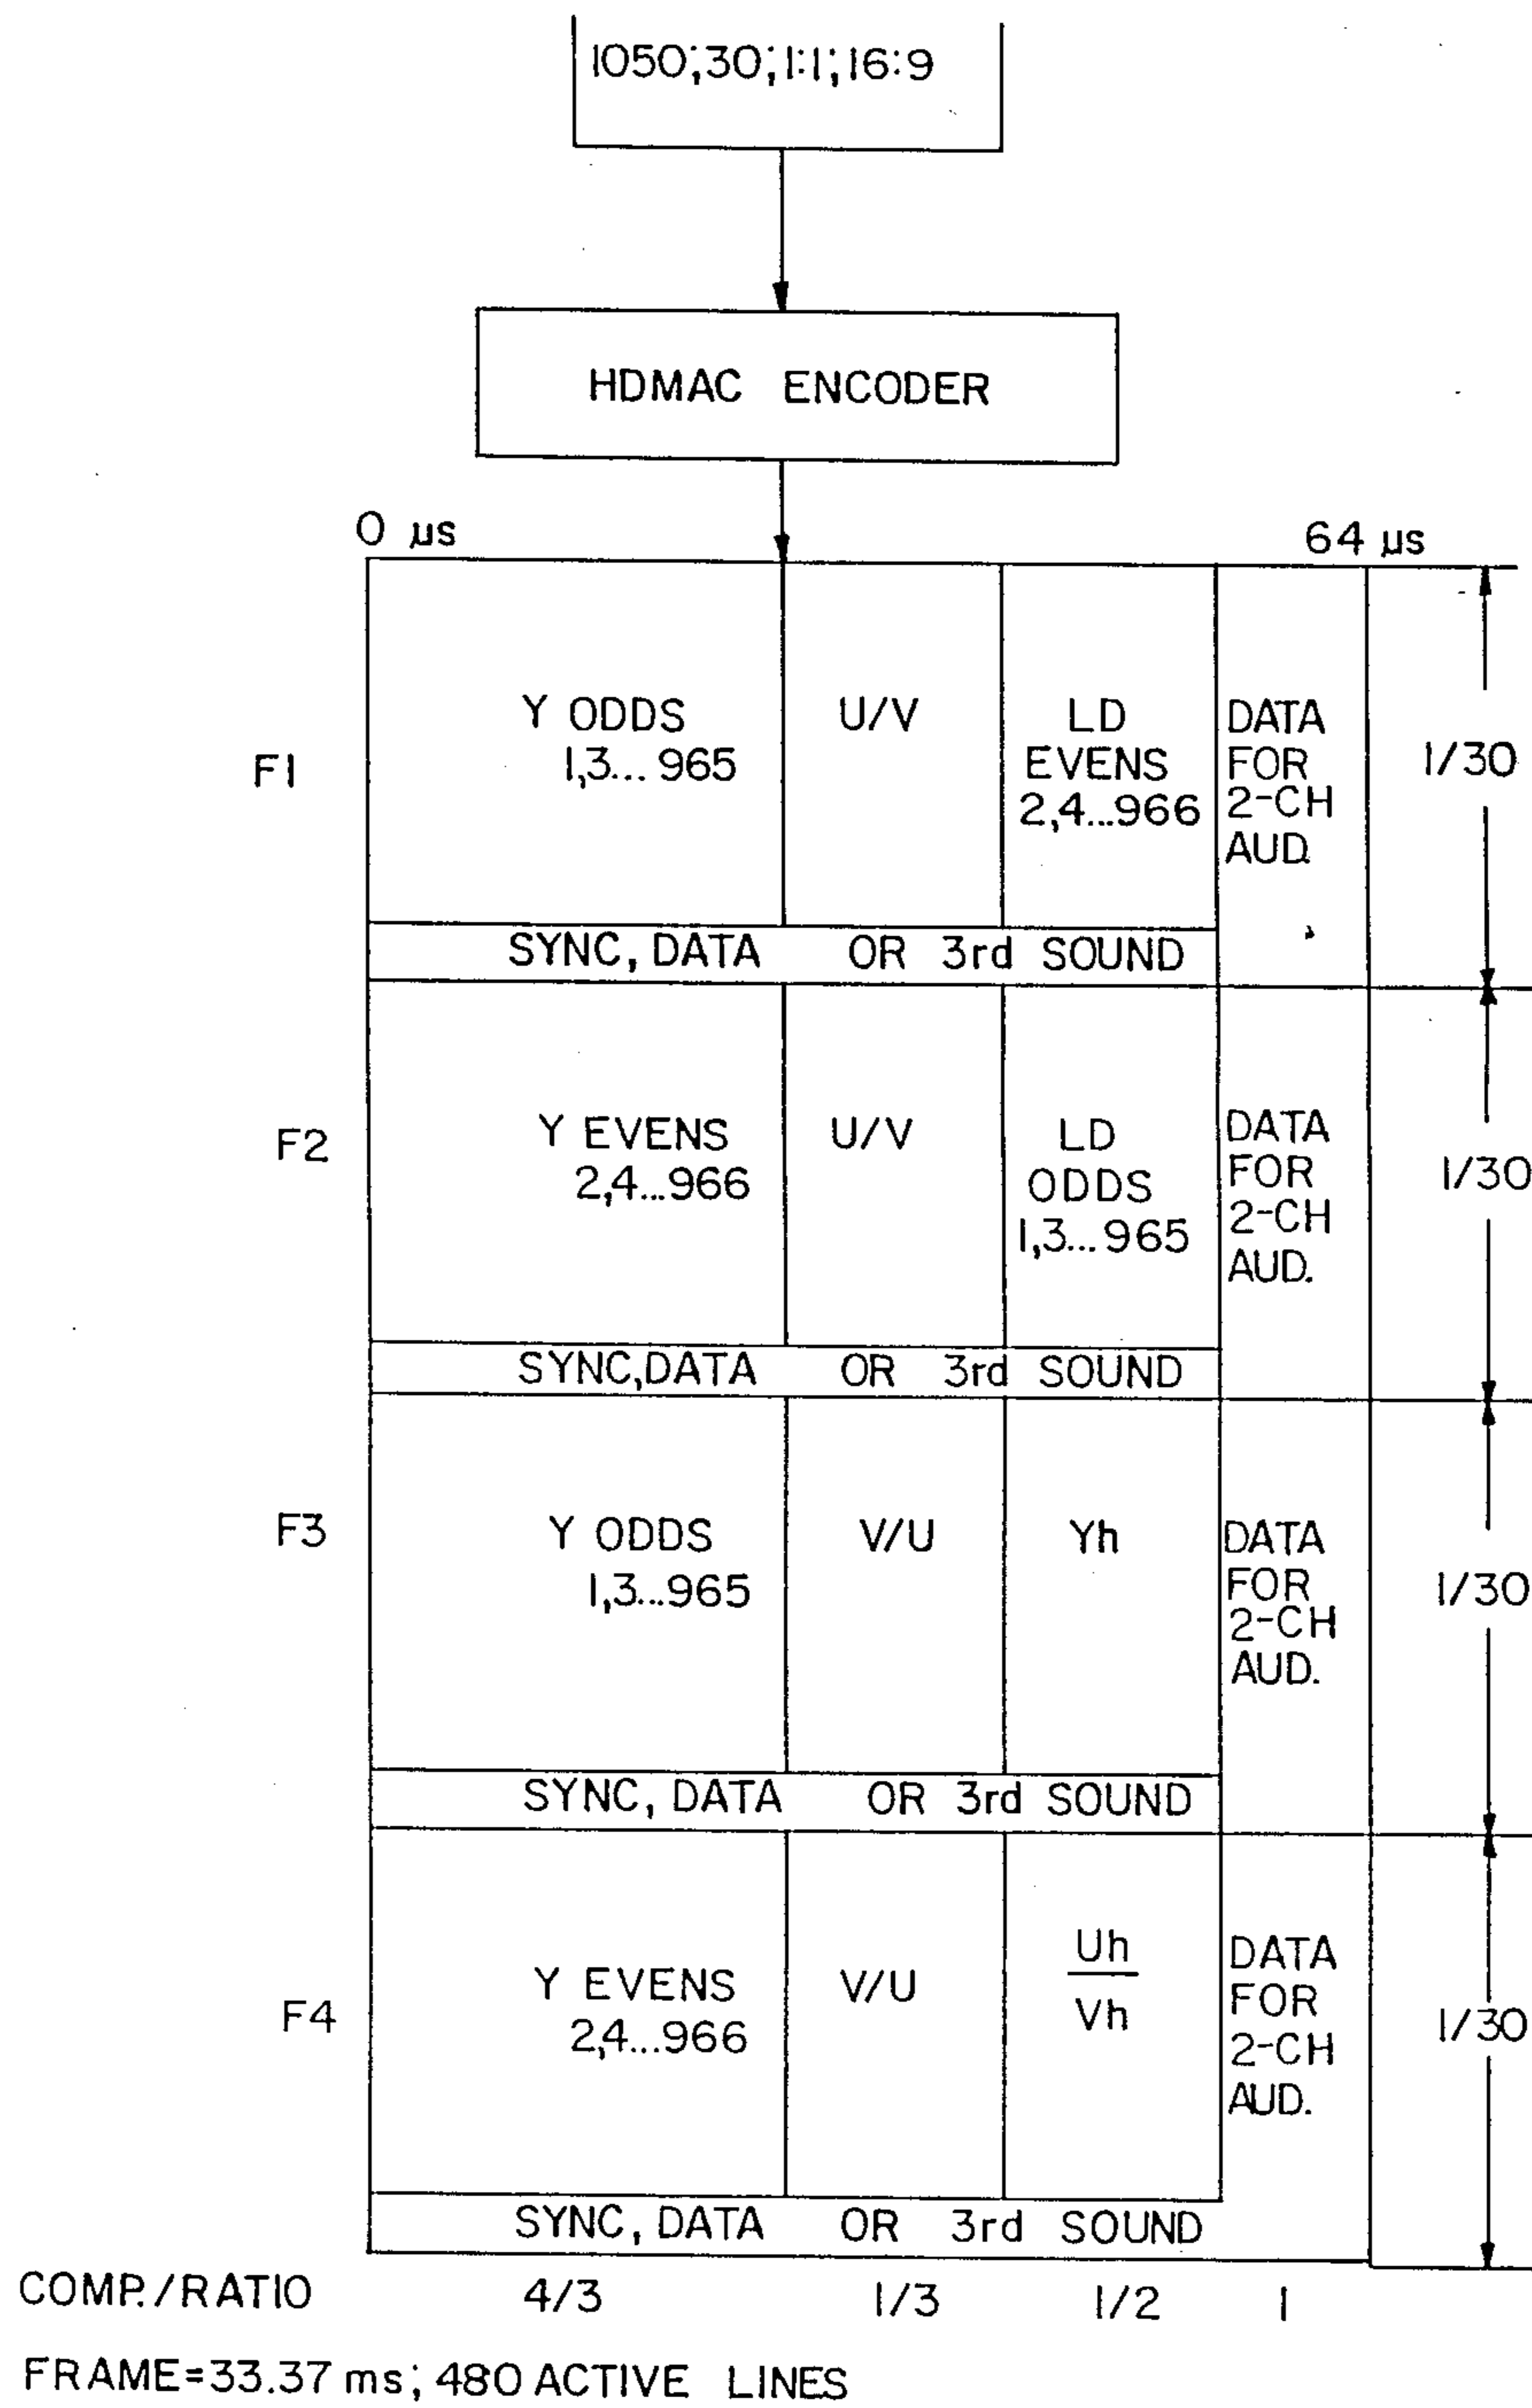 1050;30;1:1;16:9
HDMAC ENCODER
0 µs
64 µs
F1
Y ODDS
1,3...965
U/V
LD
EVENS
2,4...966
DATA
FOR
2-CH
AUD.
1/30
SYNC, DATA OR 3rd SOUND
F2
Y EVENS
2,4...966
U/V
LD
ODDS
1,3...965
DATA
FOR
2-CH
AUD.
1/30
SYNC,DATA OR 3rd SOUND
F3
Y ODDS
1,3...965
V/U
Yh
DATA
FOR
2-CH
AUD.
1/30
SYNC, DATA OR 3rd SOUND
F4
Y EVENS
2,4...966
V/U
Uh
Vh
DATA
FOR
2-CH
AUD.
1/30
SYNC, DATA OR 3rd SOUND
COMP./RATIO 4/3 1/3 1/2 1
FRAME=33.37 ms; 480 ACTIVE LINES